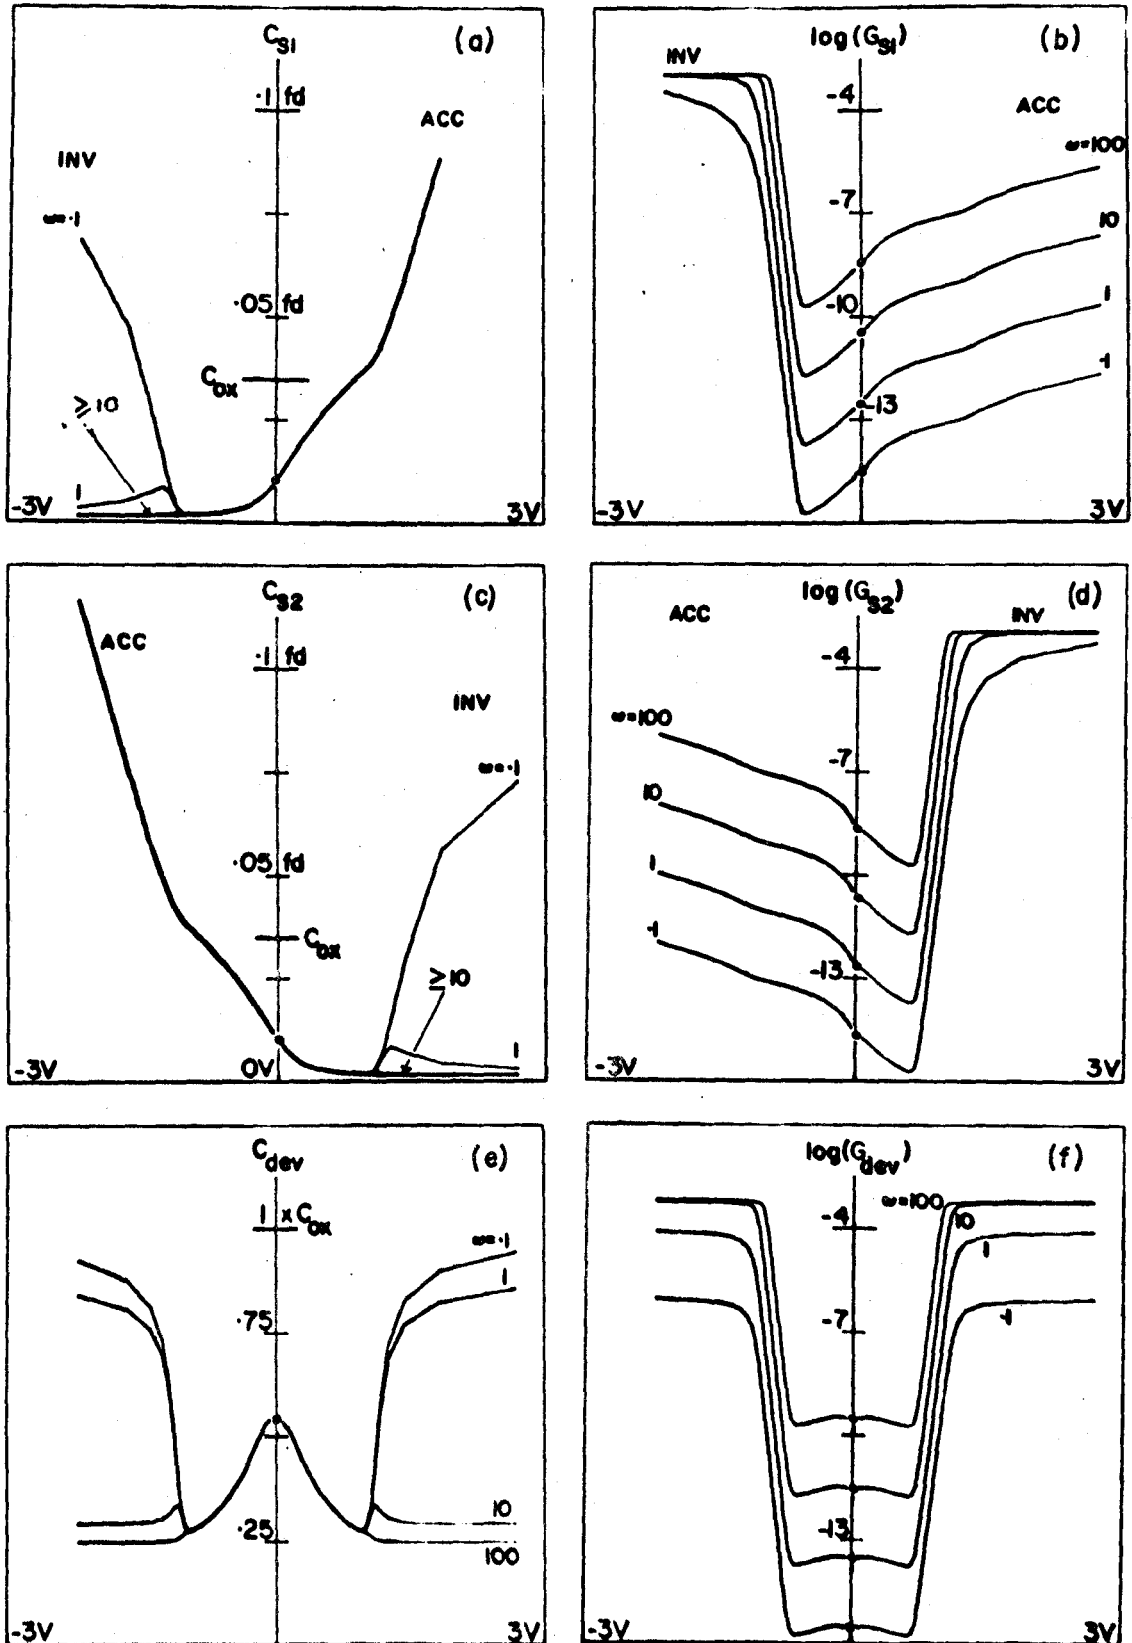 C_S1
(a)
.1 fd
ACC
INV
ω=.1
.05 fd
C_ox
≥10
1
-3V
3V
log(G_S1)
(b)
INV
-4
ACC
ω=100
-7
10
-10
1
-13
.1
-3V
3V
C_S2
(c)
ACC
.1 fd
INV
ω=.1
.05 fd
C_ox
≥10
1
-3V
0V
3V
log(G_S2)
(d)
ACC
INV
-4
ω=100
-7
10
1
-13
.1
-3V
3V
C_dev
(e)
1 x C_ox
ω=.1
1
.75
10
.25
100
-3V
3V
log(G_dev)
(f)
ω=100
-4
10
1
-7
.1
-13
-3V
3V